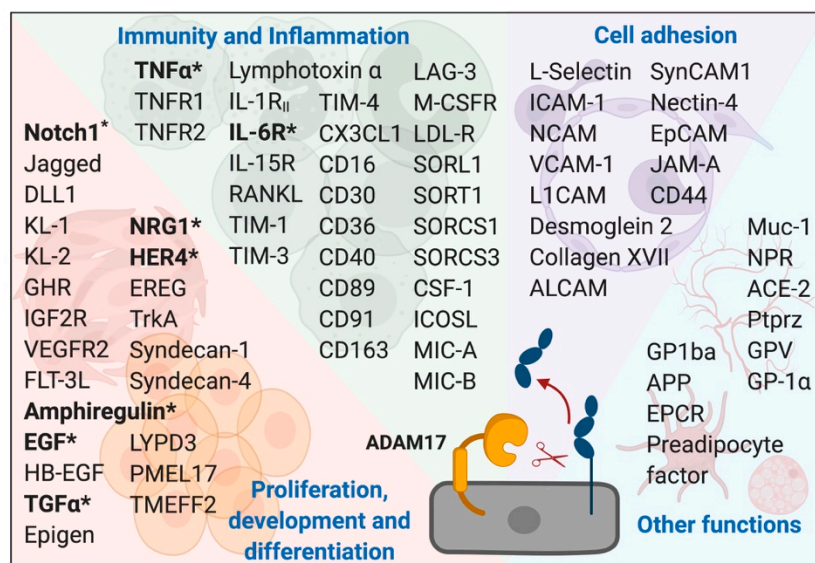 Immunity and Inflammation
TNFα*
TNFR1
TNFR2
Lymphotoxin α
IL-1R_II
IL-6R*
IL-15R
RANKL
TIM-1
TIM-3
TIM-4
CX3CL1
CD16
CD30
CD36
CD40
CD89
CD91
CD163
LAG-3
M-CSFR
LDL-R
SORL1
SORT1
SORCS1
SORCS3
CSF-1
ICOSL
MIC-A
MIC-B
Cell adhesion
L-Selectin
ICAM-1
NCAM
VCAM-1
L1CAM
Desmoglein 2
Collagen XVII
ALCAM
SynCAM1
Nectin-4
EpCAM
JAM-A
CD44
Notch1*
Jagged
DLL1
KL-1
KL-2
GHR
IGF2R
VEGFR2
FLT-3L
Amphiregulin*
EGF*
HB-EGF
TGFα*
Epigen
NRG1*
HER4*
EREG
TrkA
Syndecan-1
Syndecan-4
LYPD3
PMEL17
TMEFF2
Proliferation,
development and
differentiation
ADAM17
Muc-1
NPR
ACE-2
Ptprz
GPV
GP-1α
GP1ba
APP
EPCR
Preadipocyte
factor
Other functions